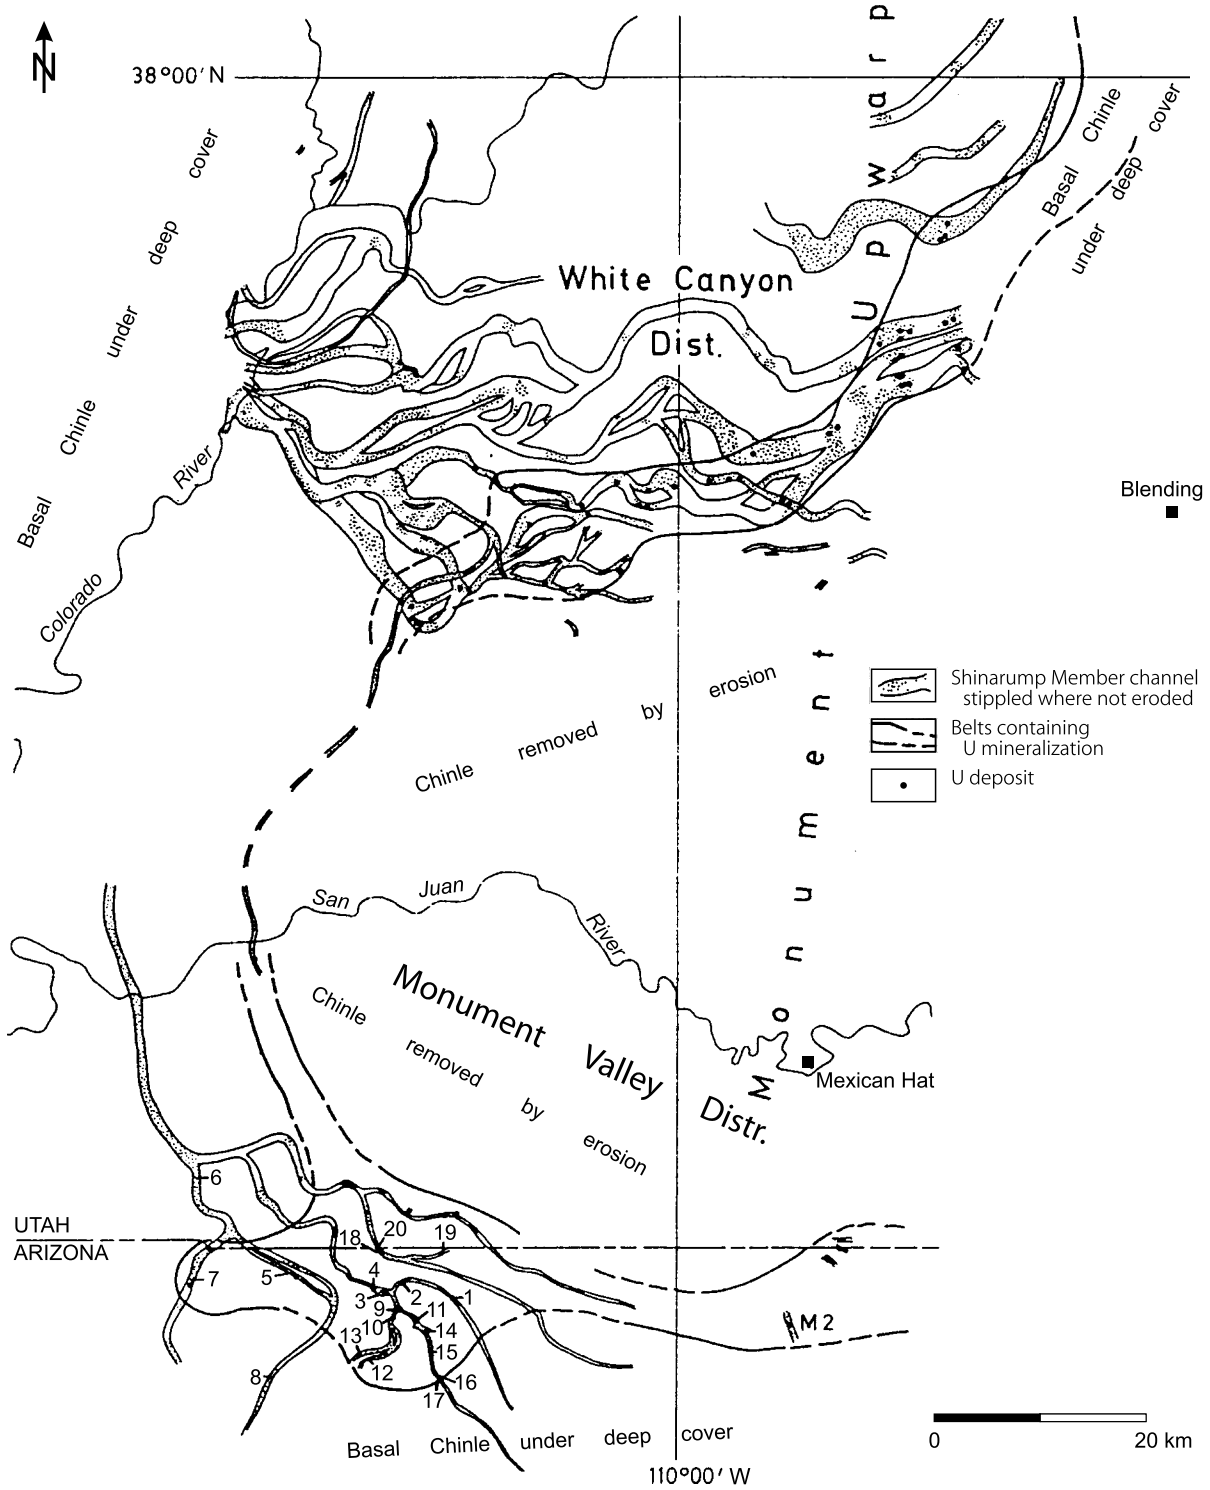 N
38°00'N
Basal Chinle under deep cover
Basal Chinle
under deep cover
Monument Upwarp
White Canyon
Dist.
Colorado River
Blending
Chinle removed by erosion
Shinarump Member channel
stippled where not eroded
Belts containing
U mineralization
U deposit
San Juan River
Monument Valley Distr.
Chinle removed by erosion
Mexican Hat
6
UTAH
ARIZONA
18
20
19
7
5
4
3
2
1
9
11
10
14
13
15
12
8
16
17
M2
Basal Chinle under deep cover
0 20 km
110°00' W